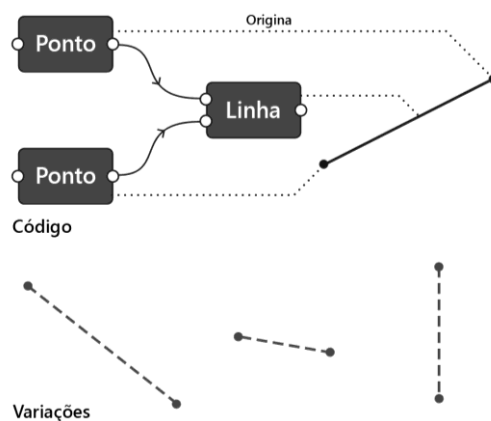 Origina
Ponto
Linha
Ponto
Código
Variações